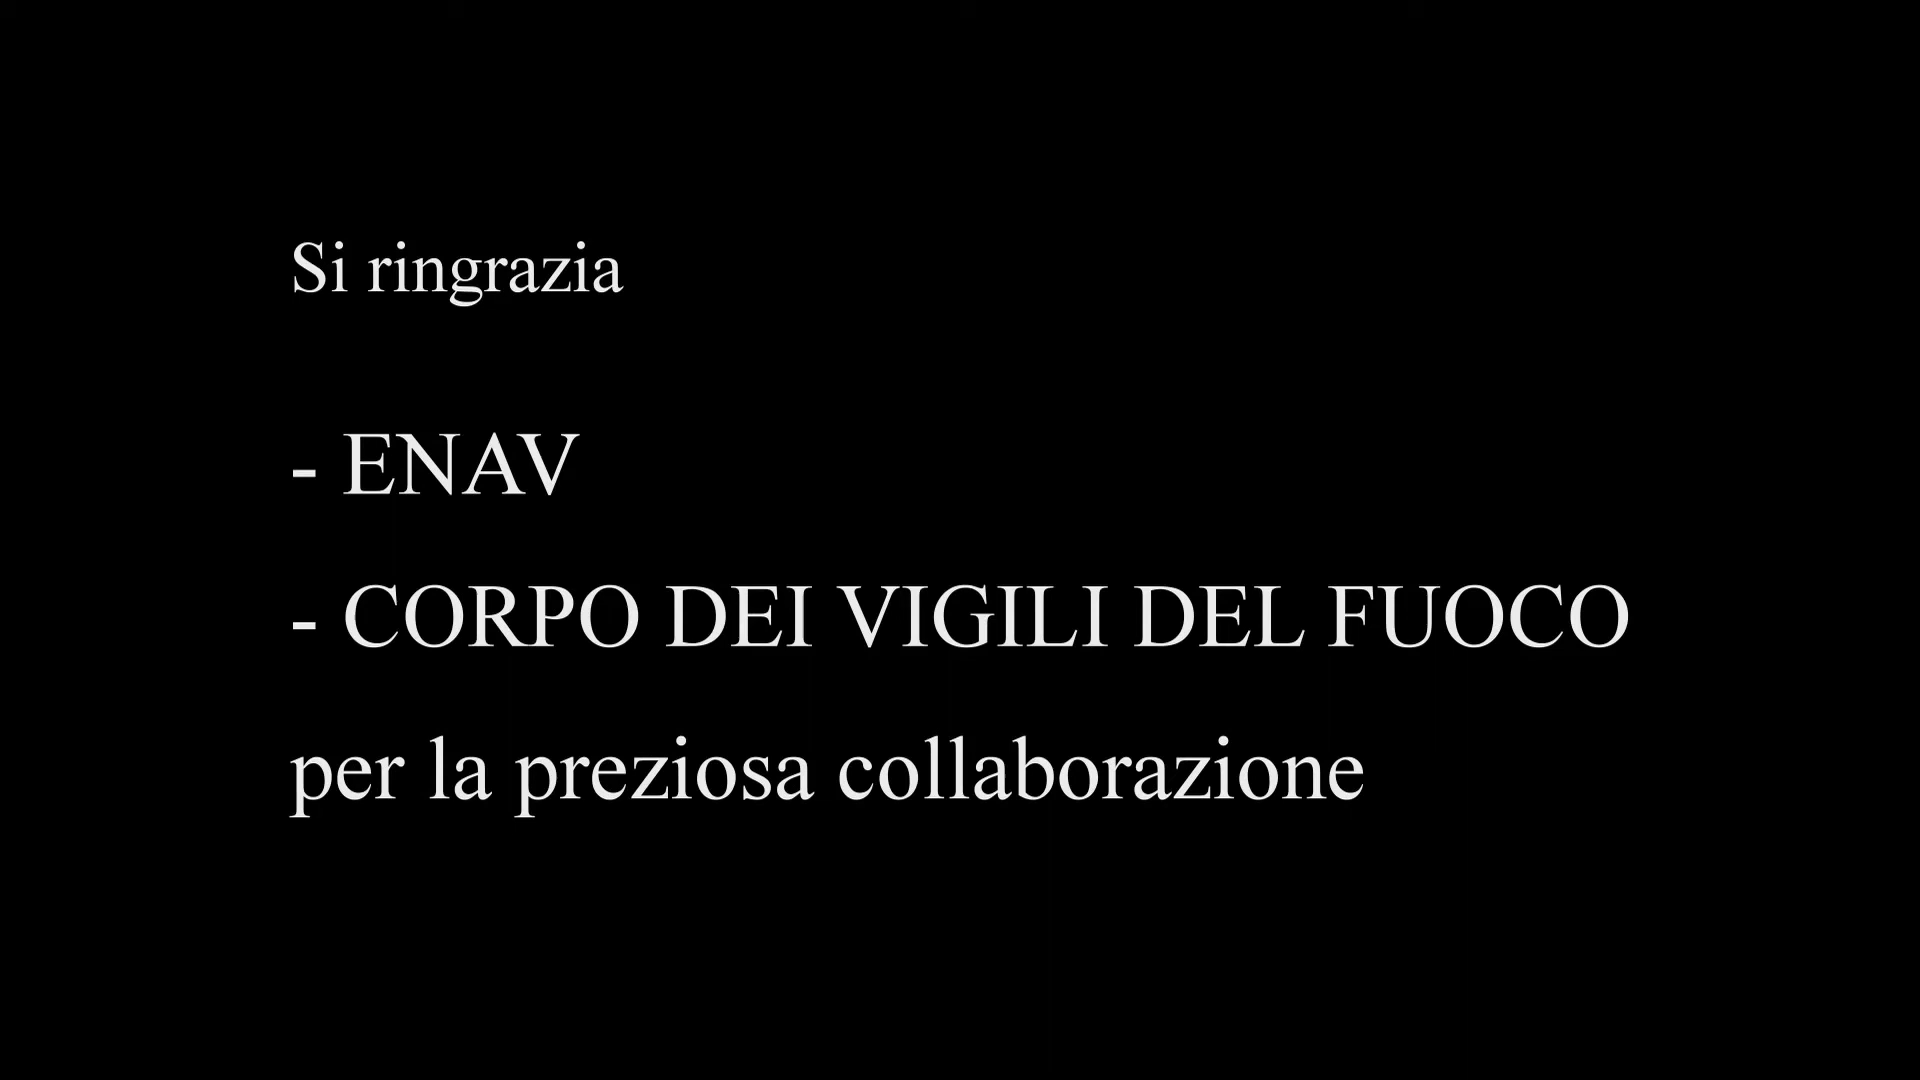 Si ringrazia
- ENAV
- CORPO DEI VIGILI DEL FUOCO
per la preziosa collaborazione